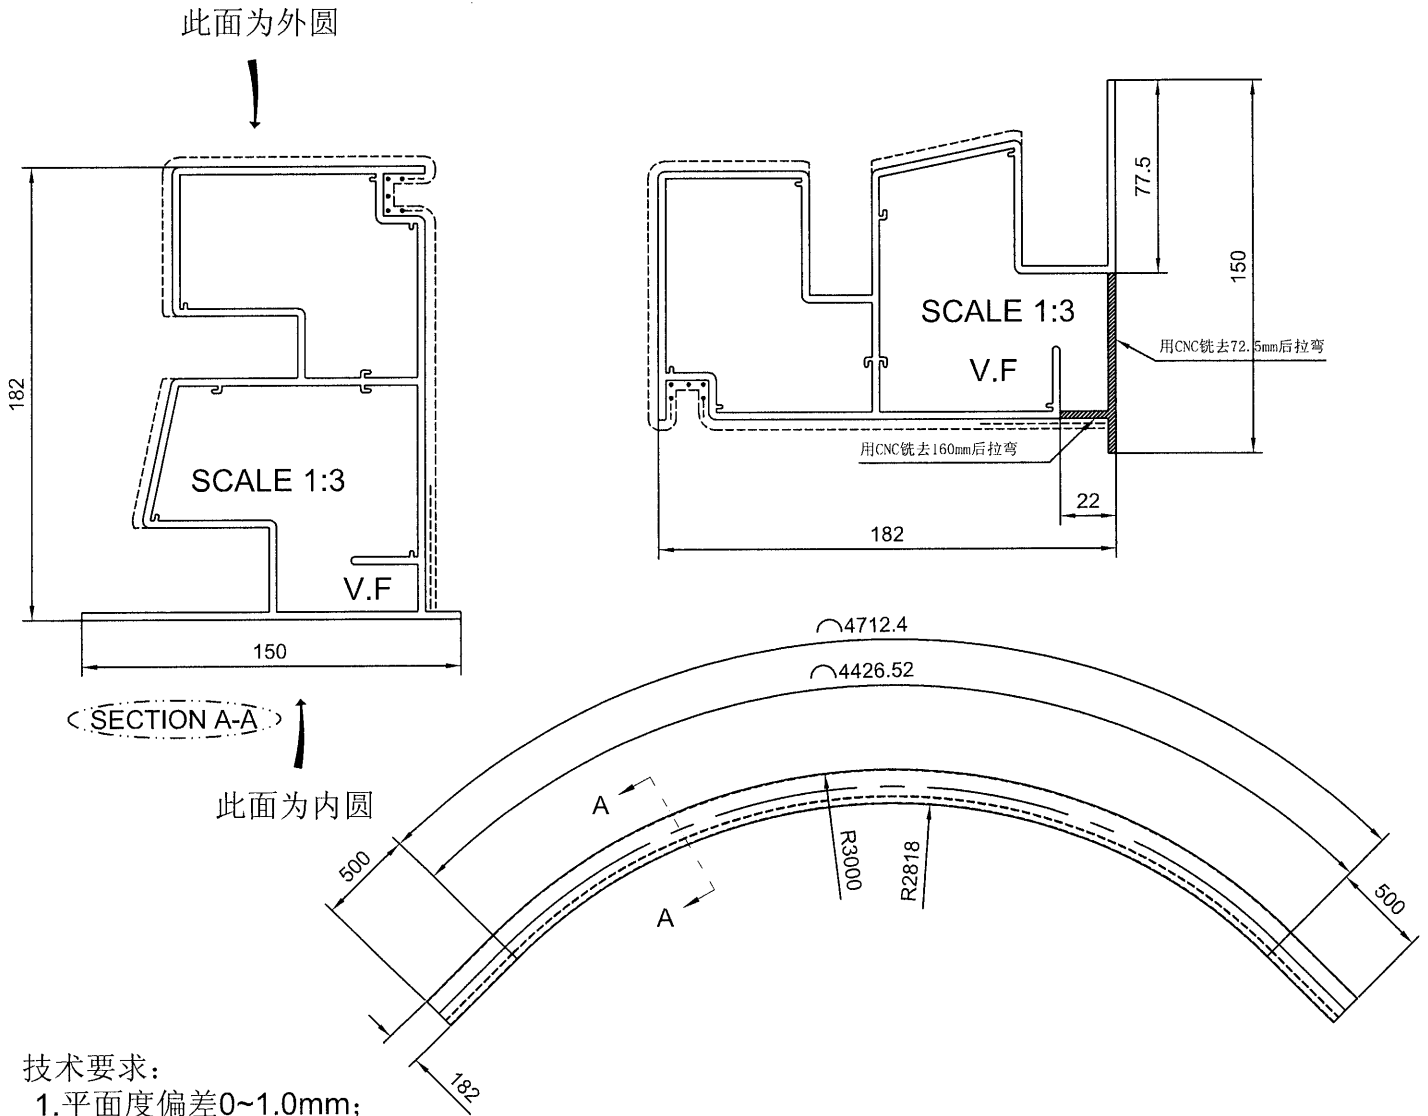 此面为外圆
182
SCALE 1:3
V.F
150
SECTION A-A
此面为内圆
77.5
150
SCALE 1:3
V.F
用CNC铣去72.5mm后拉弯
用CNC铣去160mm后拉弯
22
182
4712.4
4426.52
A
A
R3000
R2818
500
500
182
技术要求：
1.平面度偏差0~1.0mm；